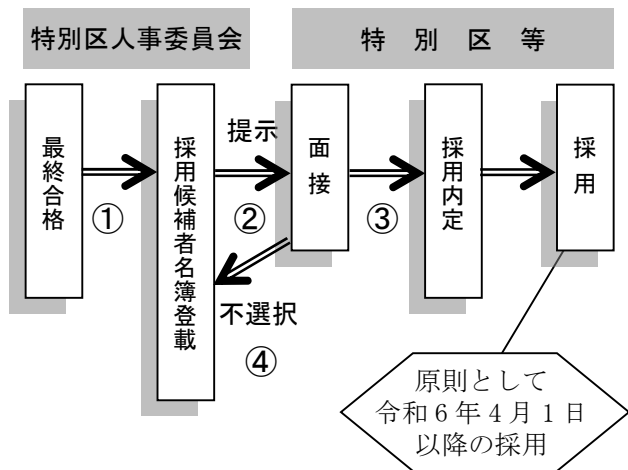 特別区人事委員会
特別区等
最終合格
①
採用候補者名簿登載
提示
②
面接
③
採用内定
採用
不選択
④
原則として
令和6年4月1日
以降の採用